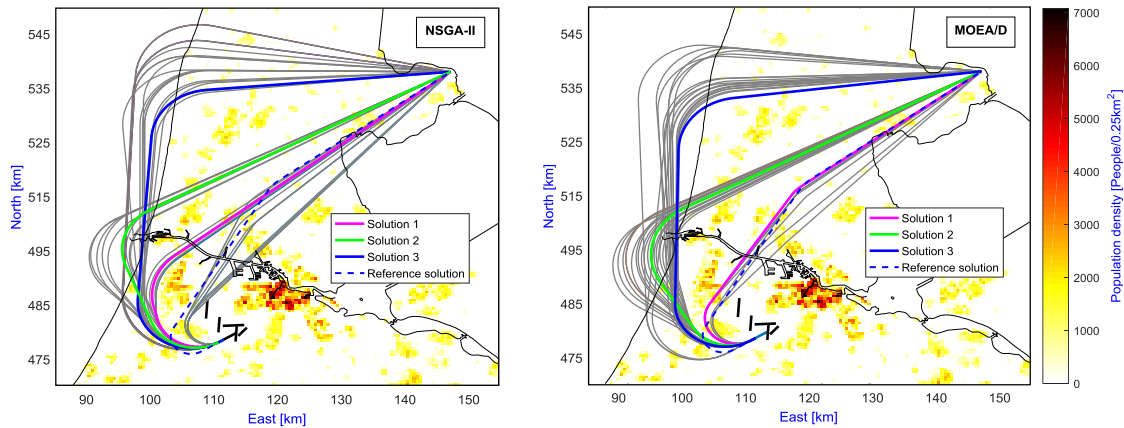 NSGA-II
545
535
525
515
505
495
485
475
North [km]
90
100
110
120
130
140
150
East [km]
Solution 1
Solution 2
Solution 3
Reference solution
MOEA/D
545
535
525
515
505
495
485
475
North [km]
90
100
110
120
130
140
150
East [km]
Solution 1
Solution 2
Solution 3
Reference solution
7000
6000
5000
4000
3000
2000
1000
0
Population density [People/0.25km²]